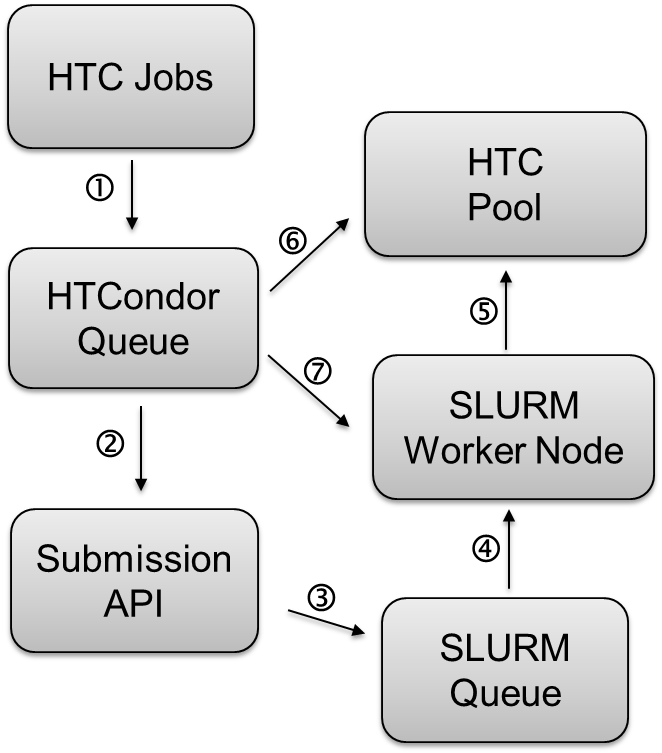 HTC Jobs
①
HTC
Pool
⑥
HTCondor
Queue
⑤
⑦
SLURM
Worker Node
②
Submission
API
④
③
SLURM
Queue